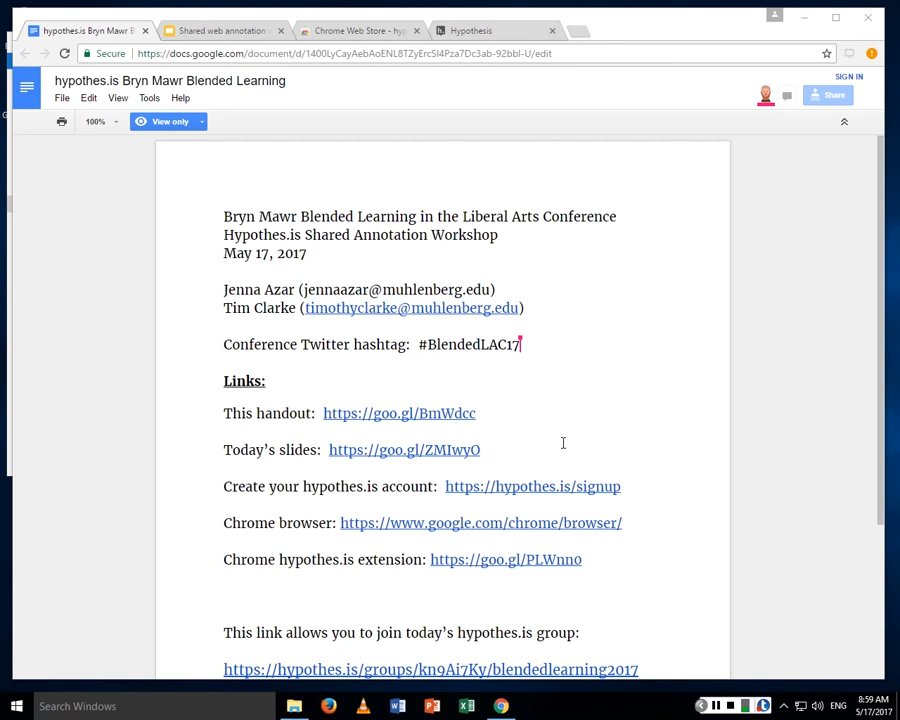 hypothes.is Bryn Mawr B
Shared web annotation
Chrome Web Store - hyp
Hypothesis
Secure
https://docs.google.com/document/d/1400LyCayAebAoENL8TZyErcSl4Pza7Dc3ab-92bbI-U/edit
hypothes.is Bryn Mawr Blended Learning
SIGN IN
File Edit View Tools Help
Share
100%
View only
Bryn Mawr Blended Learning in the Liberal Arts Conference
Hypothes.is Shared Annotation Workshop
May 17, 2017
Jenna Azar (jennaazar@muhlenberg.edu)
Tim Clarke (timothyclarke@muhlenberg.edu)
Conference Twitter hashtag: #BlendedLAC17
Links:
This handout: https://goo.gl/BmWdcc
Today’s slides: https://goo.gl/ZMIwyO
Create your hypothes.is account: https://hypothes.is/signup
Chrome browser: https://www.google.com/chrome/browser/
Chrome hypothes.is extension: https://goo.gl/PLWnn0
This link allows you to join today’s hypothes.is group:
https://hypothes.is/groups/kn9Ai7Ky/blendedlearning2017
Search Windows
ENG
8:59 AM
5/17/2017